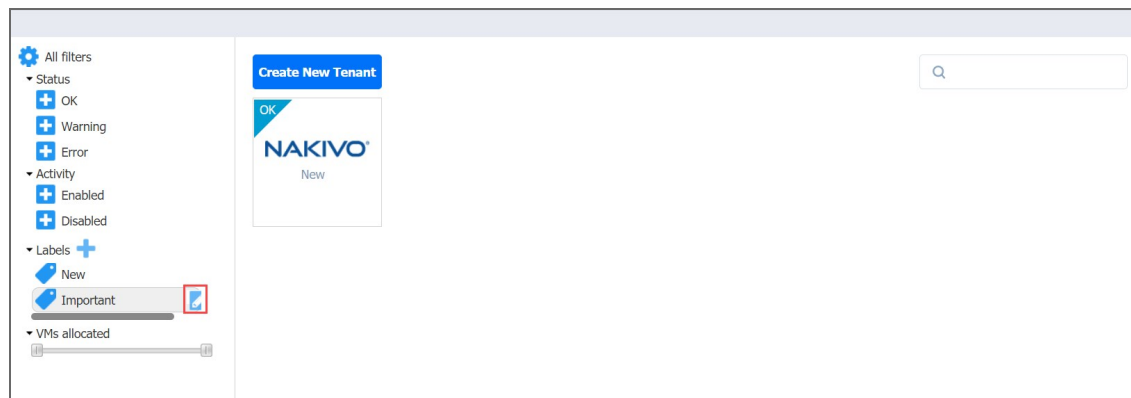 All filters
Status
OK
Warning
Error
Activity
Enabled
Disabled
Labels
New
Important
VMs allocated
Create New Tenant
OK
NAKIVO®
New